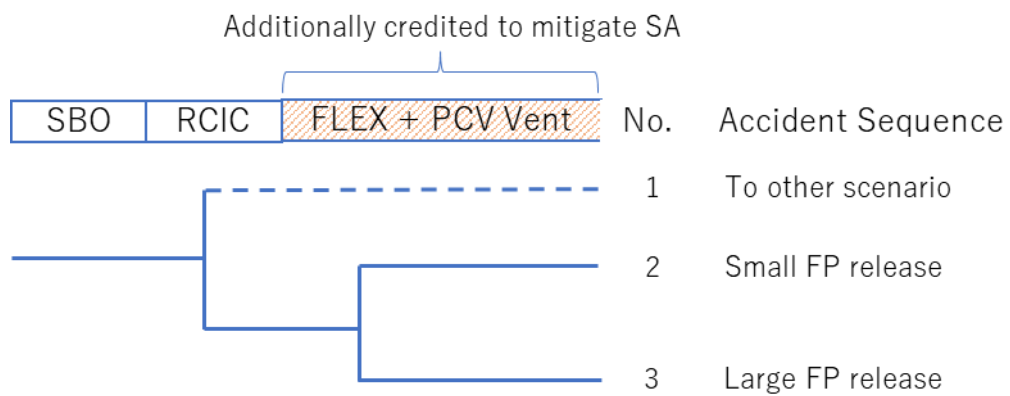 Additionally credited to mitigate SA
SBO RCIC FLEX + PCV Vent No. Accident Sequence
1 To other scenario
2 Small FP release
3 Large FP release